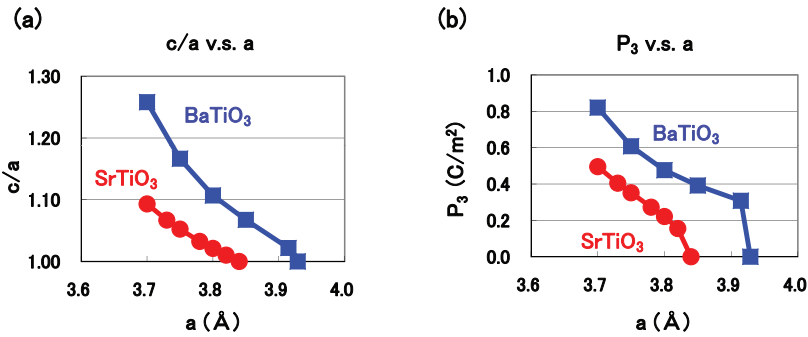 (a)
c/a v.s. a
1.30
1.20
1.10
1.00
c/a
BaTiO₃
SrTiO₃
3.6 3.7 3.8 3.9 4.0
a (Å)
(b)
P₃ v.s. a
1.0
0.8
0.6
0.4
0.2
0.0
P₃ (C/m²)
BaTiO₃
SrTiO₃
3.6 3.7 3.8 3.9 4.0
a (Å)